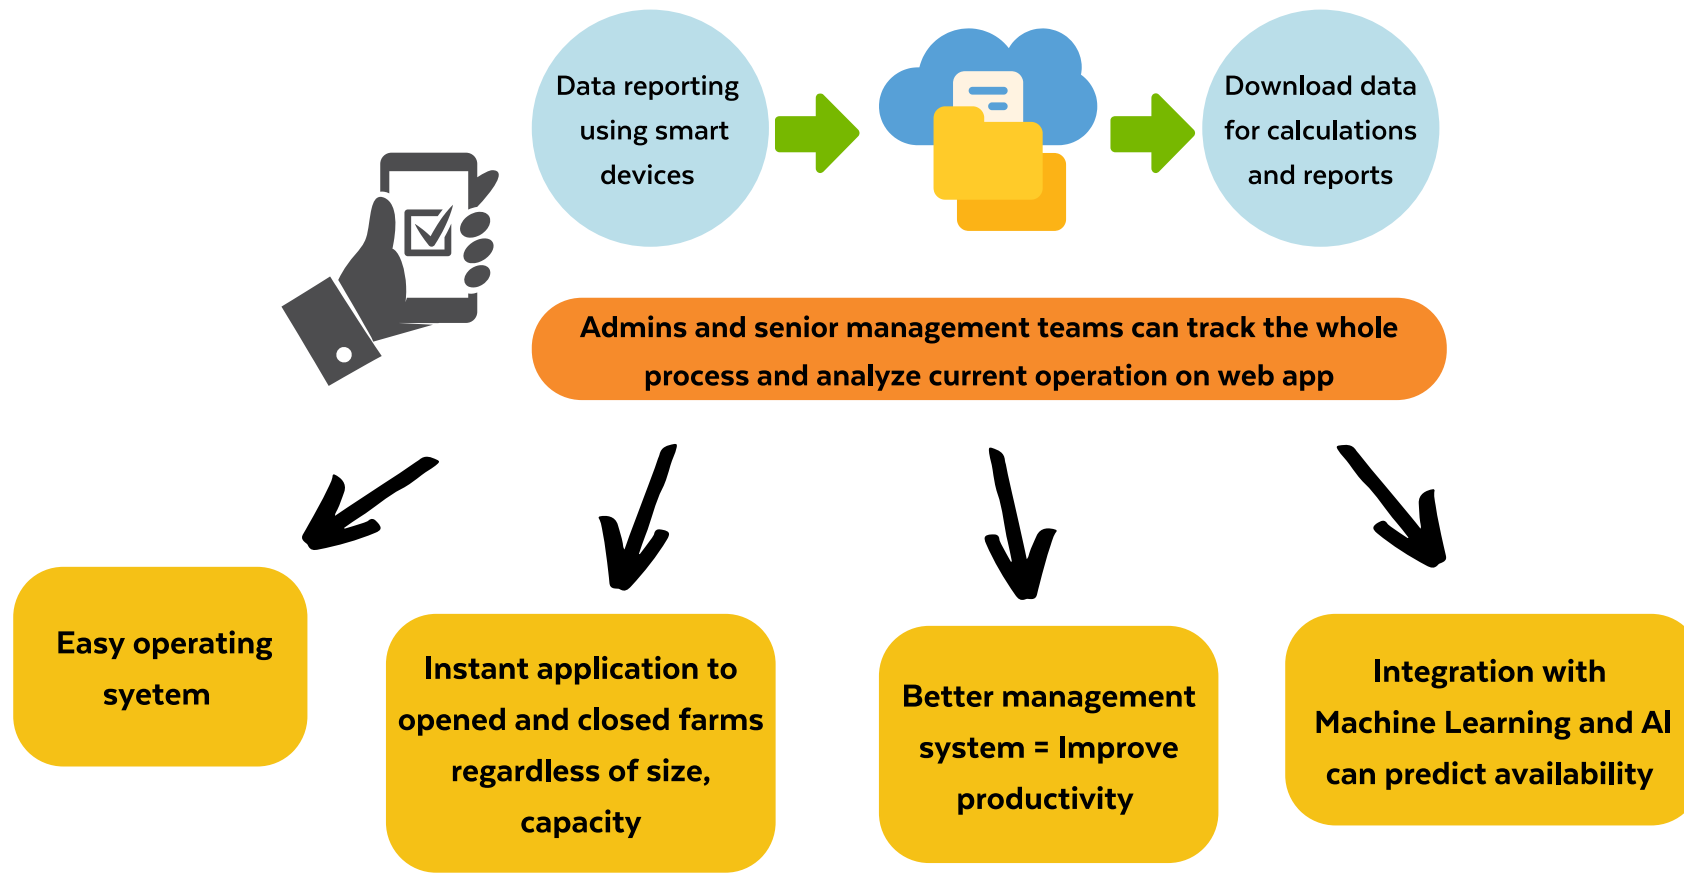 Data reporting
using smart
devices
Download data
for calculations
and reports
Admins and senior management teams can track the whole
process and analyze current operation on web app
Easy operating
syetem
Instant application to
opened and closed farms
regardless of size,
capacity
Better management
system = Improve
productivity
Integration with
Machine Learning and AI
can predict availability